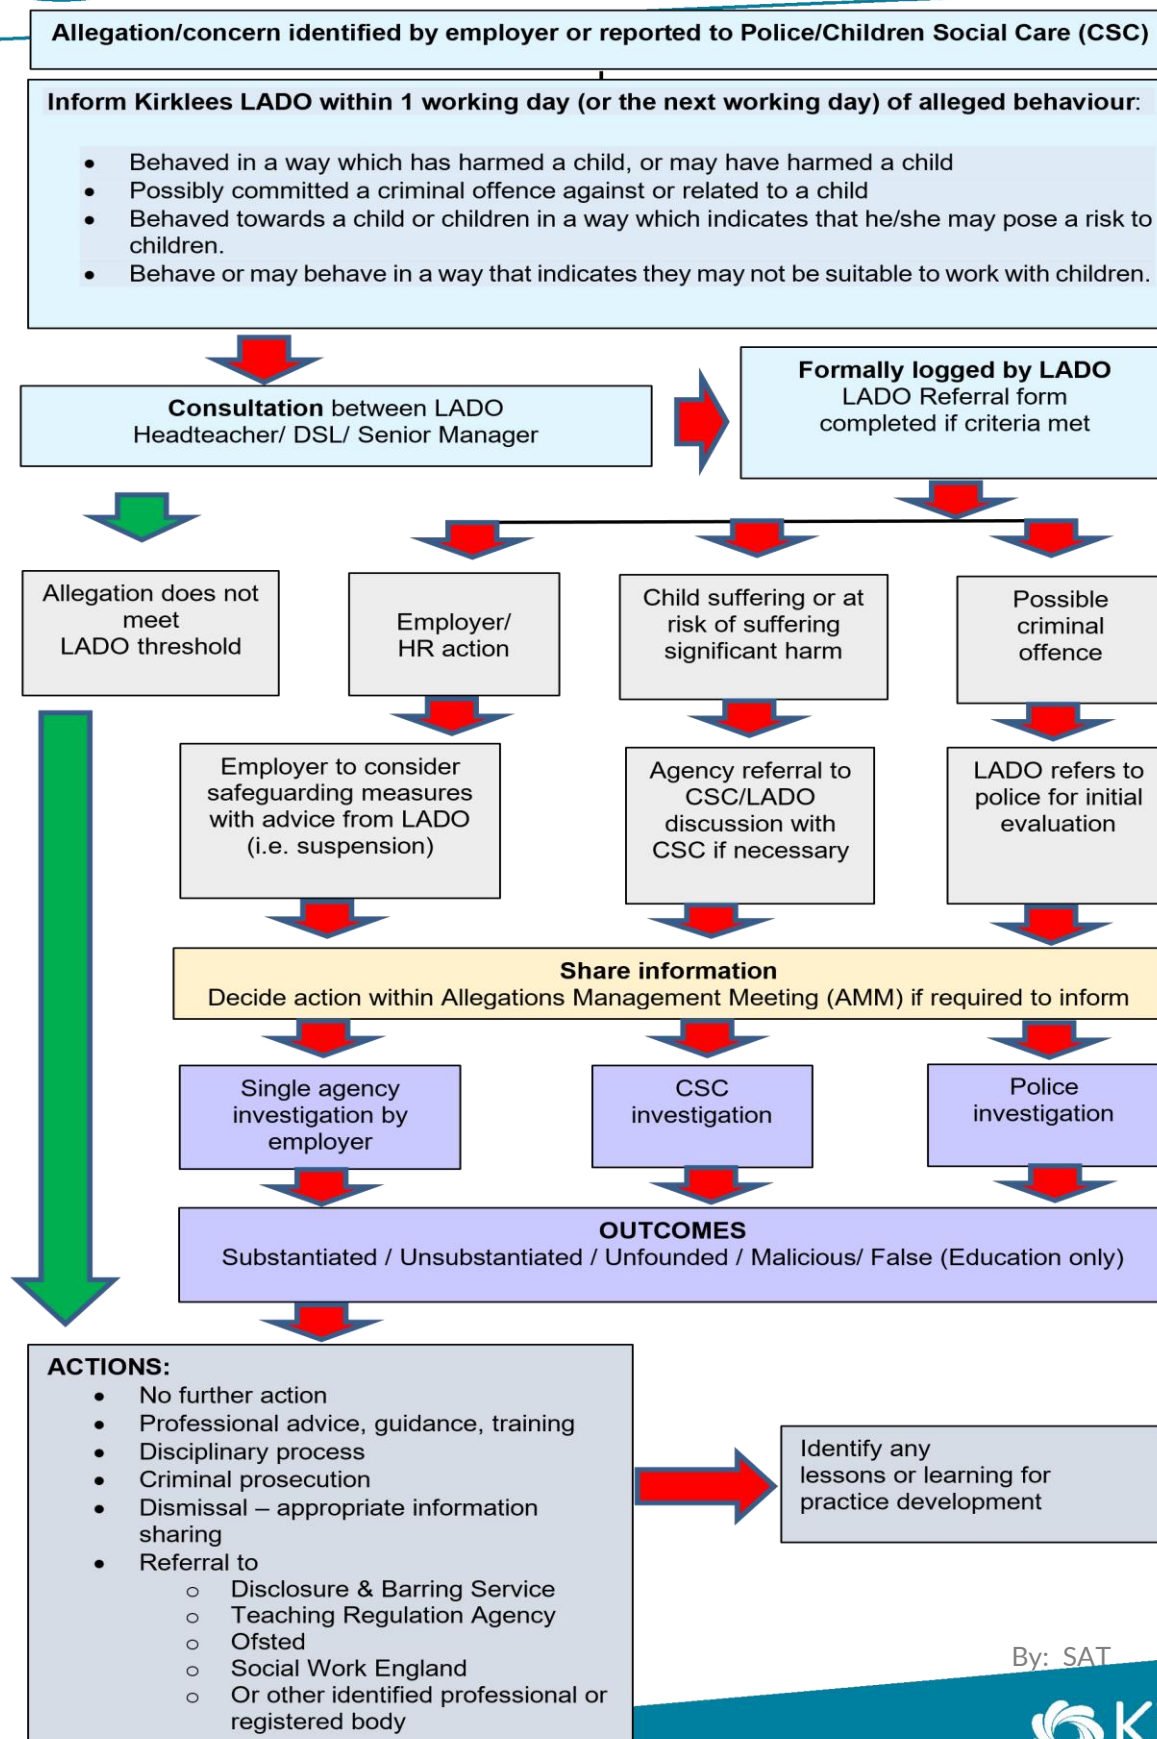 Allegation/concern identified by employer or reported to Police/Children Social Care (CSC)
Inform Kirklees LADO within 1 working day (or the next working day) of alleged behaviour:
• Behaved in a way which has harmed a child, or may have harmed a child
• Possibly committed a criminal offence against or related to a child
• Behaved towards a child or children in a way which indicates that he/she may pose a risk to
children.
• Behave or may behave in a way that indicates they may not be suitable to work with children.
Consultation between LADO
Headteacher/ DSL/ Senior Manager
Formally logged by LADO
LADO Referral form
completed if criteria met
Allegation does not
meet
LADO threshold
Employer/
HR action
Child suffering or at
risk of suffering
significant harm
Possible
criminal
offence
Employer to consider
safeguarding measures
with advice from LADO
(i.e. suspension)
Agency referral to
CSC/LADO
discussion with
CSC if necessary
LADO refers to
police for initial
evaluation
Share information
Decide action within Allegations Management Meeting (AMM) if required to inform
Single agency
investigation by
employer
CSC
investigation
Police
investigation
OUTCOMES
Substantiated / Unsubstantiated / Unfounded / Malicious/ False (Education only)
ACTIONS:
• No further action
• Professional advice, guidance, training
• Disciplinary process
• Criminal prosecution
• Dismissal – appropriate information
sharing
• Referral to
o Disclosure & Barring Service
o Teaching Regulation Agency
o Ofsted
o Social Work England
o Or other identified professional or
registered body
Identify any
lessons or learning for
practice development
By: SAT